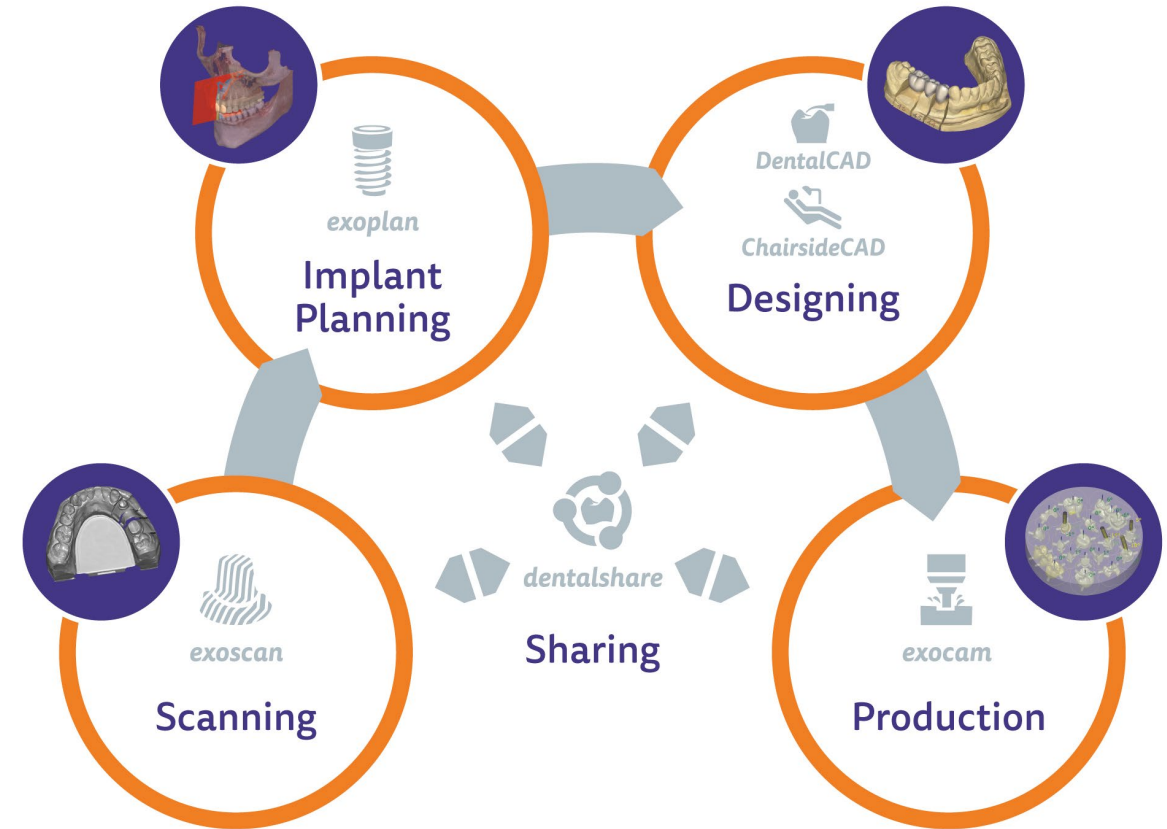 exoplan
Implant
Planning
DentalCAD
ChairsideCAD
Designing
exoscan
Scanning
dentalshare
Sharing
exocam
Production